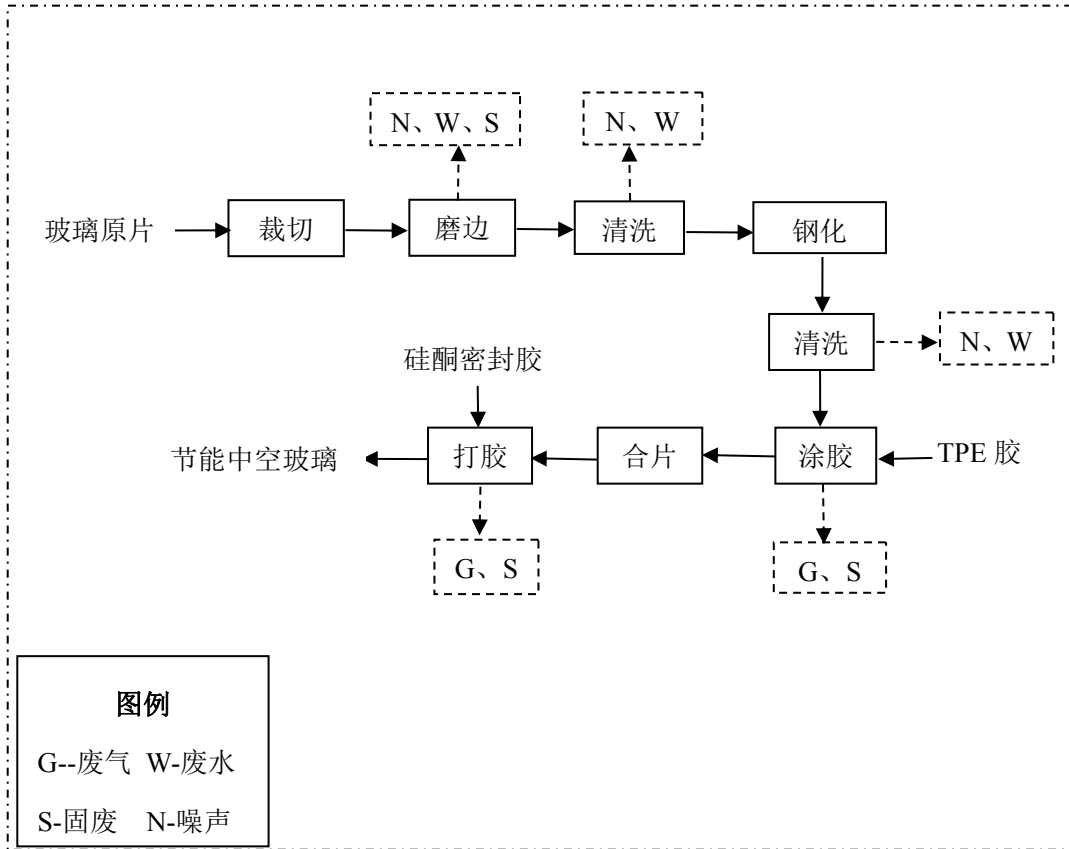 N、W、S
N、W
玻璃原片
裁切
磨边
清洗
钢化
清洗
N、W
硅酮密封胶
节能中空玻璃
打胶
合片
涂胶
TPE 胶
G、S
G、S
图例
G--废气 W-废水
S-固废 N-噪声